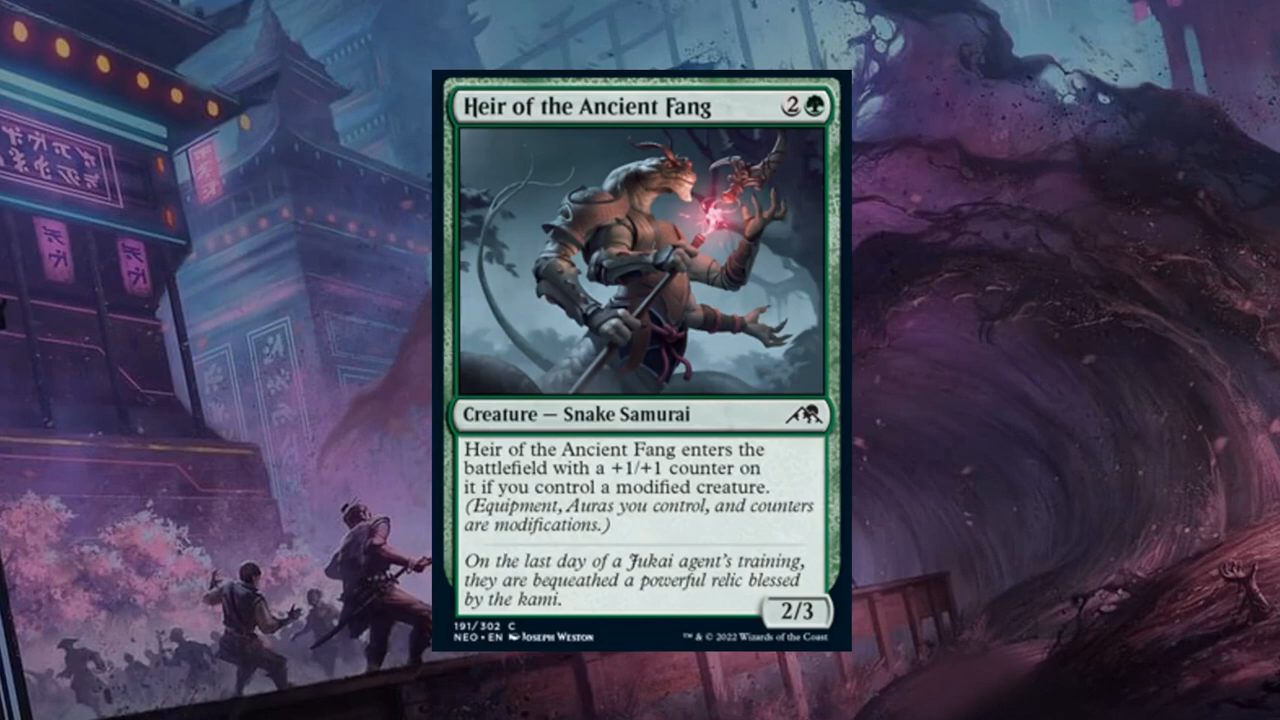 Heir of the Ancient Fang 2
Creature — Snake Samurai
Heir of the Ancient Fang enters the
battlefield with a +1/+1 counter on
it if you control a modified creature.
(Equipment, Auras you control, and counters
are modifications.)
On the last day of a Jukai agent's training,
they are bequeathed a powerful relic blessed
by the kami.
2/3
191/302 C
NEO • EN Joseph Weston
™ & © 2022 Wizards of the Coast